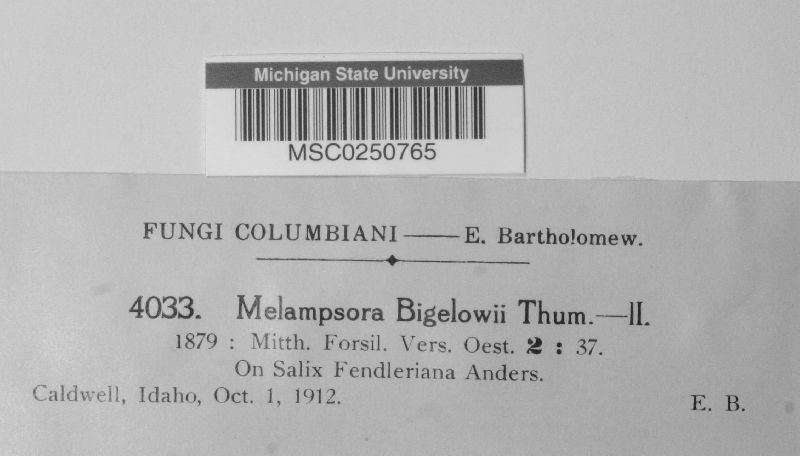 Michigan State University
MSC0250765
FUNGI COLUMBIANI—E. Bartholomew.
4033. Melampsora Bigelowii Thum.—II.
1879 : Mitth. Forsil. Vers. Oest. 2 : 37.
On Salix Fendleriana Anders.
Caldwell, Idaho, Oct. 1, 1912. E. B.